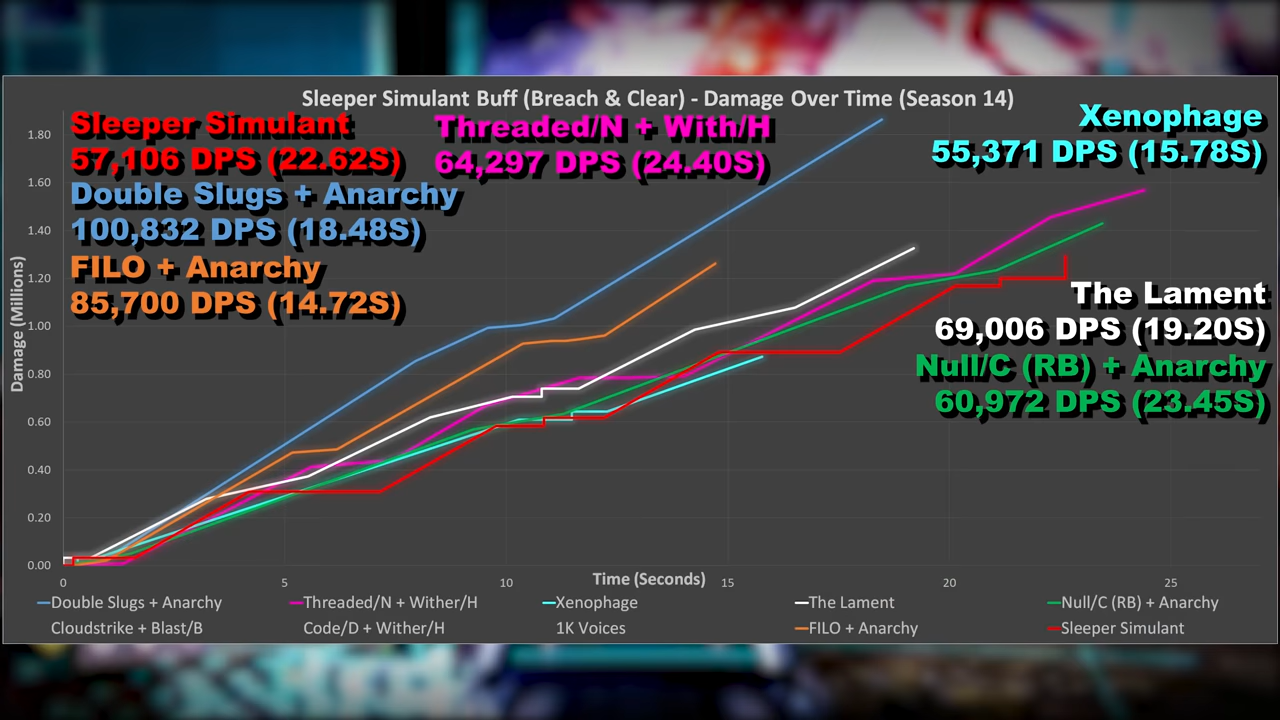 Sleeper Simulant Buff (Breach & Clear) - Damage Over Time (Season 14)
Sleeper Simulant
57,106 DPS (22.62S)
Double Slugs + Anarchy
100,832 DPS (18.48S)
FILO + Anarchy
85,700 DPS (14.72S)
Threaded/N + With/H
64,297 DPS (24.40S)
Xenophage
55,371 DPS (15.78S)
The Lament
69,006 DPS (19.20S)
Null/C (RB) + Anarchy
60,972 DPS (23.45S)
Damage (Millions)
1.80
1.60
1.40
1.20
1.00
0.80
0.60
0.40
0.20
0.00
0 5 10 15 20 25
Time (Seconds)
Double Slugs + Anarchy Threaded/N + Wither/H Xenophage The Lament Null/C (RB) + Anarchy
Cloudstrike + Blast/B Code/D + Wither/H 1K Voices FILO + Anarchy Sleeper Simulant